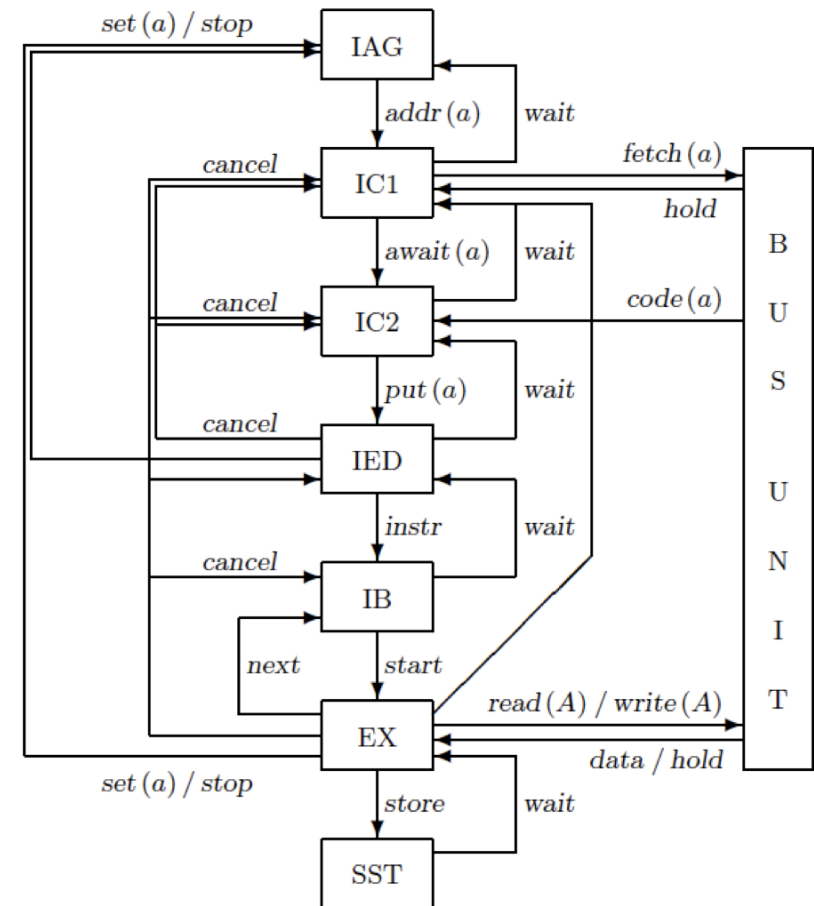 set (a) / stop
IAG
addr (a)
wait
cancel
IC1
fetch (a)
hold
await (a)
wait
cancel
IC2
code (a)
put (a)
wait
cancel
IED
instr
wait
cancel
IB
next
start
read (A) / write (A)
EX
data / hold
set (a) / stop
store
wait
SST
B
U
S
U
N
I
T